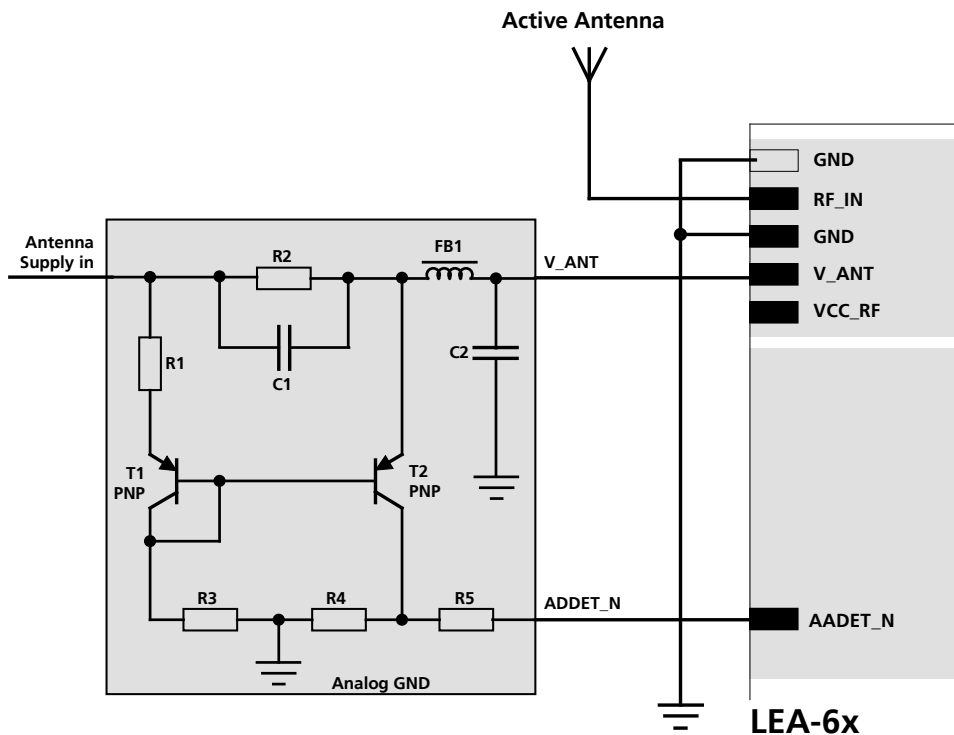 Active Antenna
GND
RF_IN
GND
V_ANT
VCC_RF
Antenna
Supply in
R2
FB1
V_ANT
R1
C1
C2
T1
PNP
T2
PNP
R3
R4
R5
ADDET_N
AADET_N
Analog GND
LEA-6x